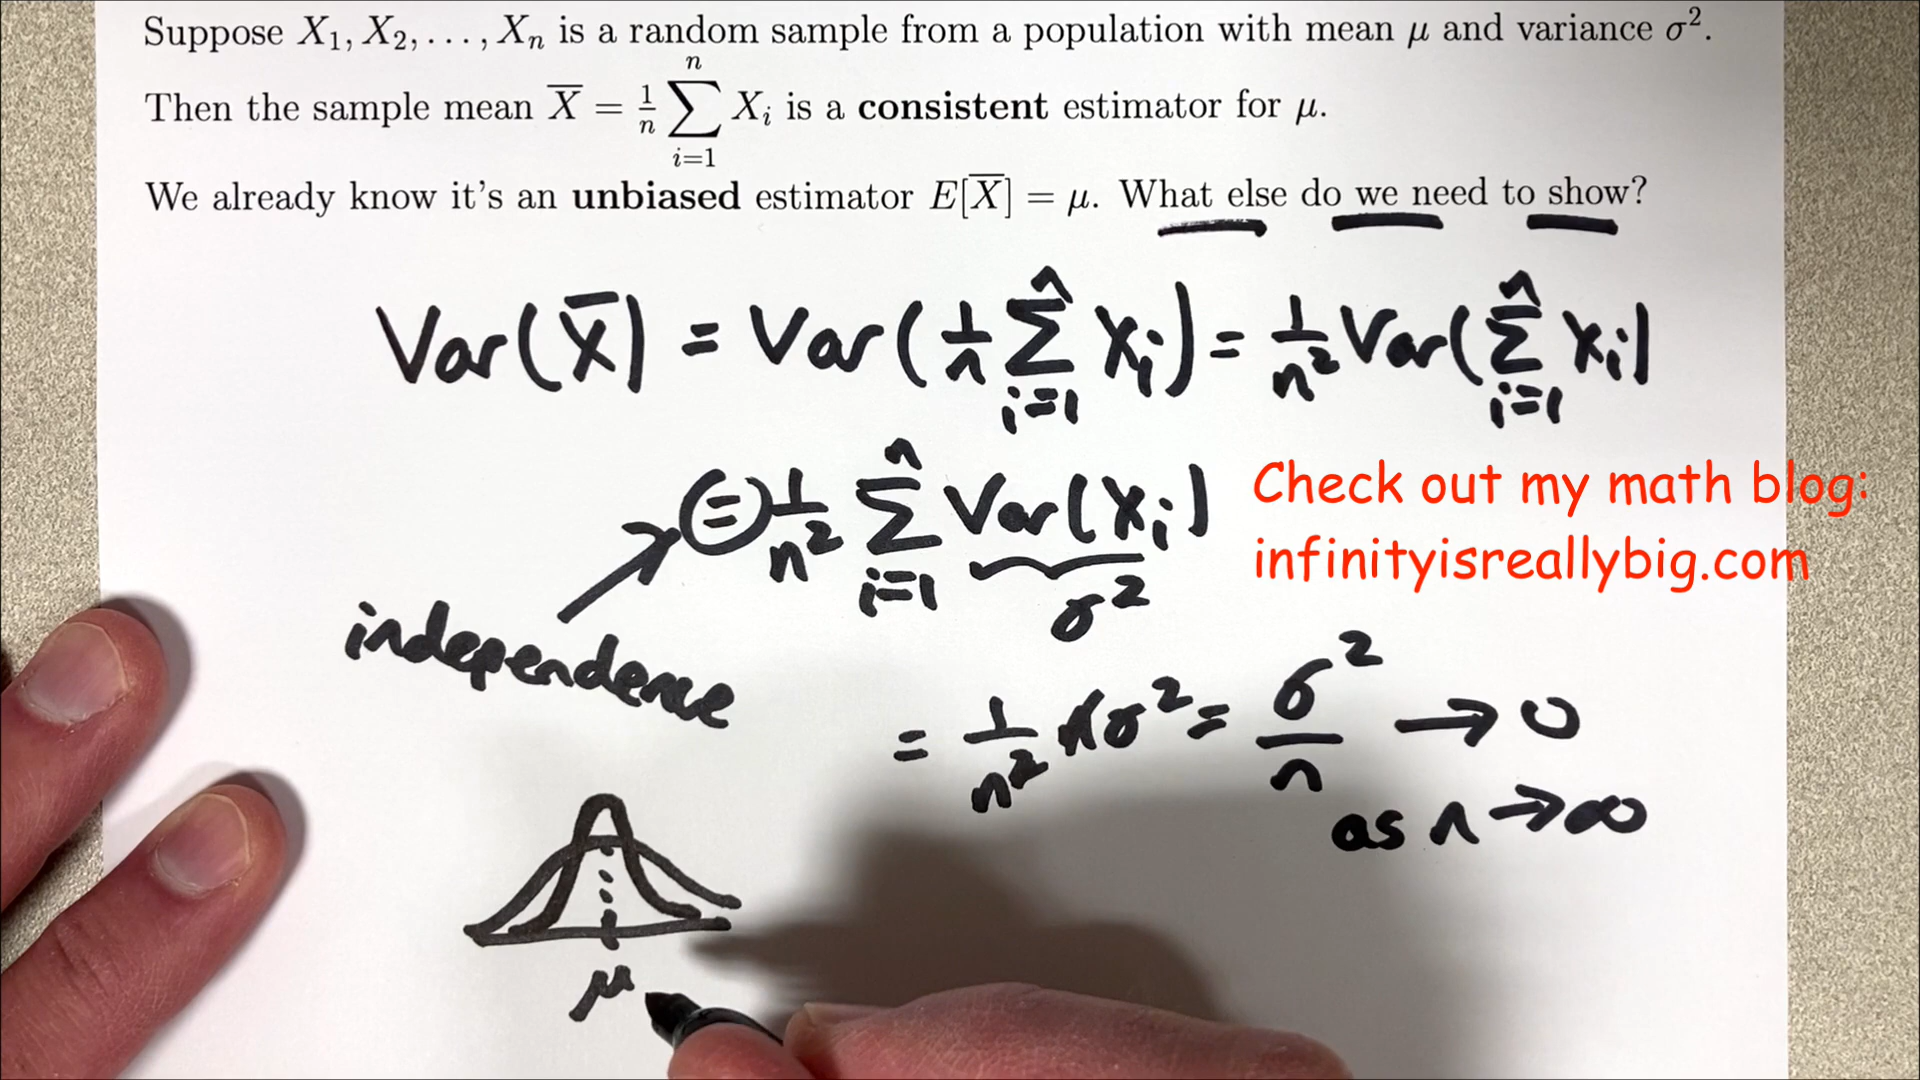 Suppose X₁, X₂, . . . , Xₙ is a random sample from a population with mean μ and variance σ².
Then the sample mean X̅ = 1/n ∑ᵢ₌₁ⁿ Xᵢ is a consistent estimator for μ.
We already know it's an unbiased estimator E[X̅] = μ. What else do we need to show?
Var(X̅) = Var(1/n ∑ᵢ₌₁ⁿ Xᵢ) = 1/n² Var(∑ᵢ₌₁ⁿ Xᵢ)
= 1/n² ∑ᵢ₌₁ⁿ Var(Xᵢ)
σ²
Check out my math blog:
infinityisreallybig.com
independence
= 1/n² nσ² = σ²/n → 0
as n → ∞
μ